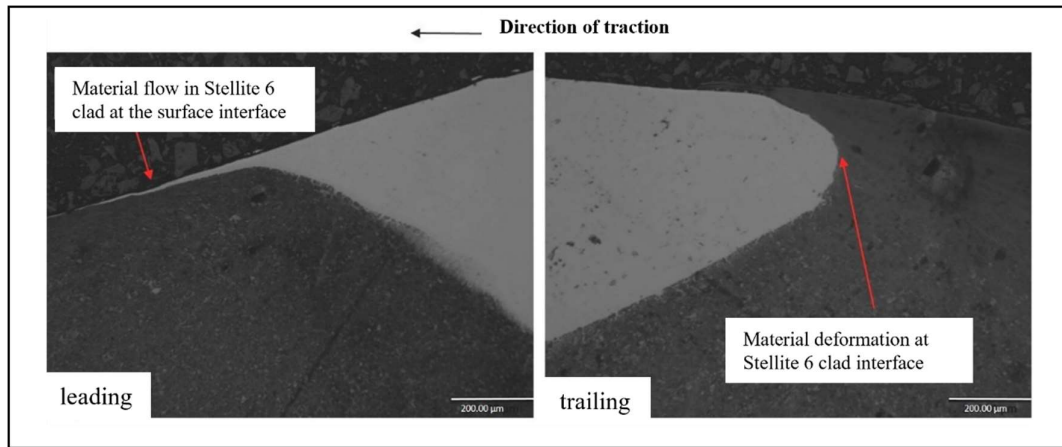 Direction of traction
Material flow in Stellite 6
clad at the surface interface
leading
200.00 µm
Material deformation at
Stellite 6 clad interface
trailing
200.00 µm